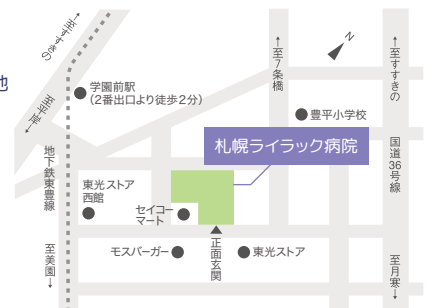 ←至すすきの
地
至平岸→
学園前駅
（2番出口より徒歩2分）
←至7条橋
N
←至すすきの
豊平小学校
札幌ライラック病院
国道36号線
地下鉄東豊線
東光ストア
西館
セイコー
マート
モスバーガー
正面玄関
東光ストア
至美園→
至月寒→